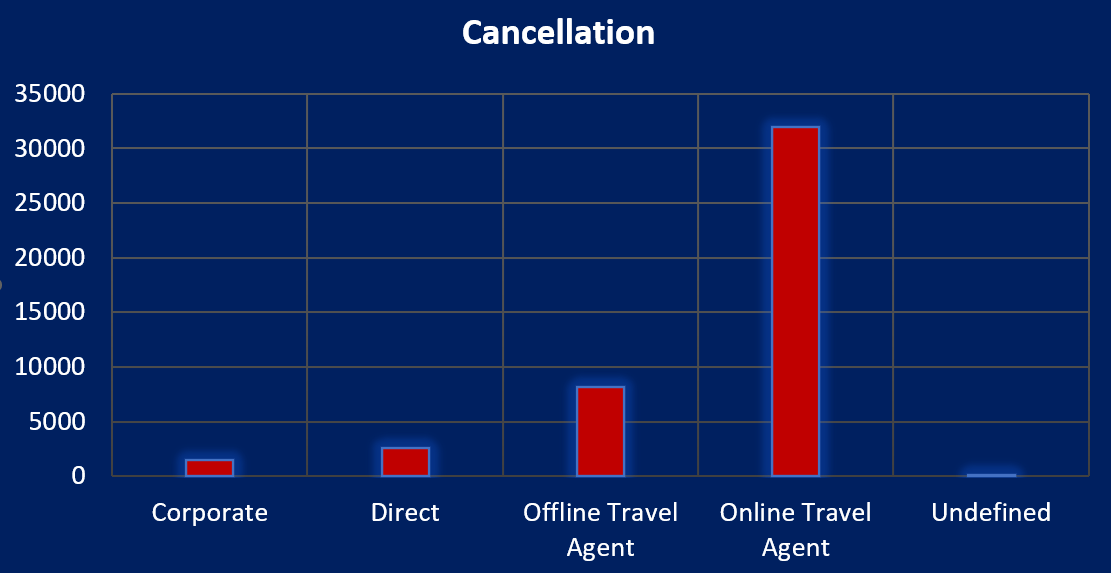 Cancellation
35000
30000
25000
20000
15000
10000
5000
0
Corporate
Direct
Offline Travel
Agent
Online Travel
Agent
Undefined